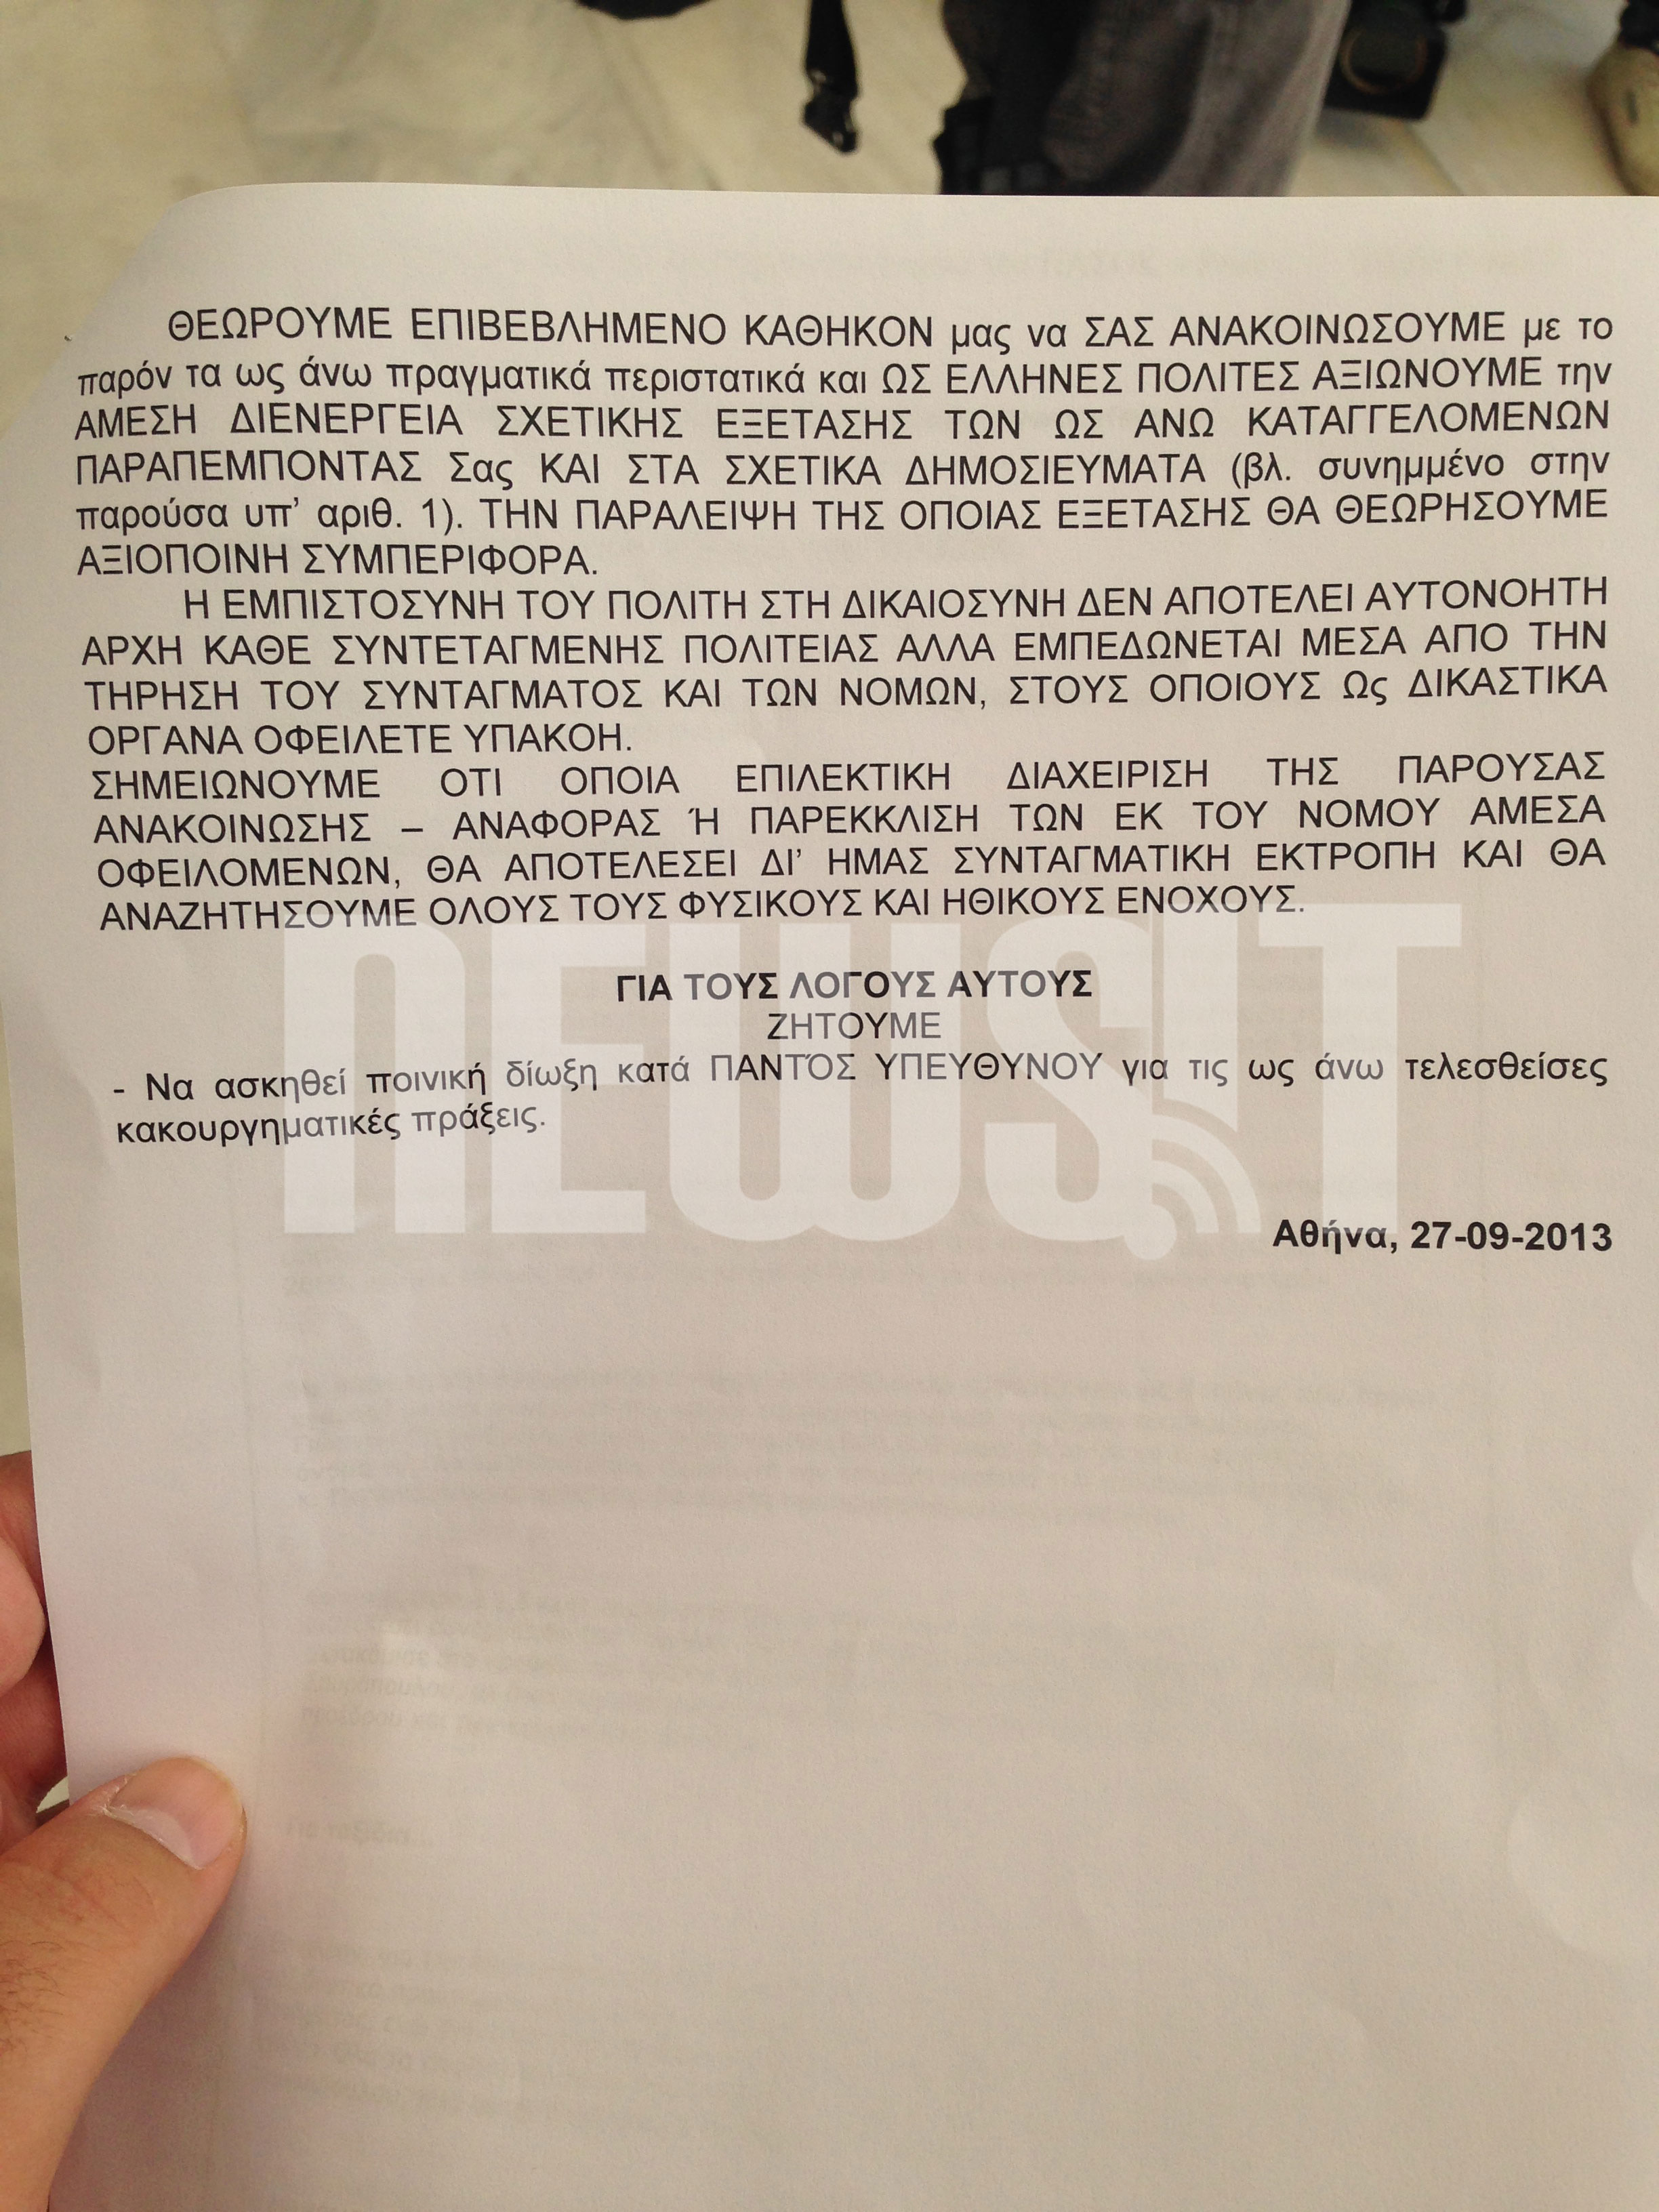 ΘΕΩΡΟΥΜΕ ΕΠΙΒΕΒΛΗΜΕΝΟ ΚΑΘΗΚΟΝ μας να ΣΑΣ ΑΝΑΚΟΙΝΩΣΟΥΜΕ με το
παρόν τα ως άνω πραγματικά περιστατικά και ΩΣ ΕΛΛΗΝΕΣ ΠΟΛΙΤΕΣ ΑΞΙΩΝΟΥΜΕ την
ΑΜΕΣΗ ΔΙΕΝΕΡΓΕΙΑ ΣΧΕΤΙΚΗΣ ΕΞΕΤΑΣΗΣ ΤΩΝ ΩΣ ΑΝΩ ΚΑΤΑΓΓΕΛΟΜΕΝΩΝ
ΠΑΡΑΠΕΜΠΟΝΤΑΣ Σας ΚΑΙ ΣΤΑ ΣΧΕΤΙΚΑ ΔΗΜΟΣΙΕΥΜΑΤΑ (βλ. συνημμένο στην
παρούσα υπ' αριθ. 1). ΤΗΝ ΠΑΡΑΛΕΙΨΗ ΤΗΣ ΟΠΟΙΑΣ ΕΞΕΤΑΣΗΣ ΘΑ ΘΕΩΡΗΣΟΥΜΕ
ΑΞΙΟΠΟΙΝΗ ΣΥΜΠΕΡΙΦΟΡΑ.
Η ΕΜΠΙΣΤΟΣΥΝΗ ΤΟΥ ΠΟΛΙΤΗ ΣΤΗ ΔΙΚΑΙΟΣΥΝΗ ΔΕΝ ΑΠΟΤΕΛΕΙ ΑΥΤΟΝΟΗΤΗ
ΑΡΧΗ ΚΑΘΕ ΣΥΝΤΕΤΑΓΜΕΝΗΣ ΠΟΛΙΤΕΙΑΣ ΑΛΛΑ ΕΜΠΕΔΩΝΕΤΑΙ ΜΕΣΑ ΑΠΟ ΤΗΝ
ΤΗΡΗΣΗ ΤΟΥ ΣΥΝΤΑΓΜΑΤΟΣ ΚΑΙ ΤΩΝ ΝΟΜΩΝ, ΣΤΟΥΣ ΟΠΟΙΟΥΣ Ως ΔΙΚΑΣΤΙΚΑ
ΟΡΓΑΝΑ ΟΦΕΙΛΕΤΕ ΥΠΑΚΟΗ.
ΣΗΜΕΙΩΝΟΥΜΕ ΟΤΙ ΟΠΟΙΑ ΕΠΙΛΕΚΤΙΚΗ ΔΙΑΧΕΙΡΙΣΗ ΤΗΣ ΠΑΡΟΥΣΑΣ
ΑΝΑΚΟΙΝΩΣΗΣ – ΑΝΑΦΟΡΑΣ Ή ΠΑΡΕΚΚΛΙΣΗ ΤΩΝ ΕΚ ΤΟΥ ΝΟΜΟΥ ΑΜΕΣΑ
ΟΦΕΙΛΟΜΕΝΩΝ, ΘΑ ΑΠΟΤΕΛΕΣΕΙ ΔΙ' ΗΜΑΣ ΣΥΝΤΑΓΜΑΤΙΚΗ ΕΚΤΡΟΠΗ ΚΑΙ ΘΑ
ΑΝΑΖΗΤΗΣΟΥΜΕ ΟΛΟΥΣ ΤΟΥΣ ΦΥΣΙΚΟΥΣ ΚΑΙ ΗΘΙΚΟΥΣ ΕΝΟΧΟΥΣ.
ΓΙΑ ΤΟΥΣ ΛΟΓΟΥΣ ΑΥΤΟΥΣ
ΖΗΤΟΥΜΕ
- Να ασκηθεί ποινική δίωξη κατά ΠΑΝΤΌΣ ΥΠΕΥΘΥΝΟΥ για τις ως άνω τελεσθείσες
κακουργηματικές πράξεις.
NEWSIT
Αθήνα, 27-09-2013